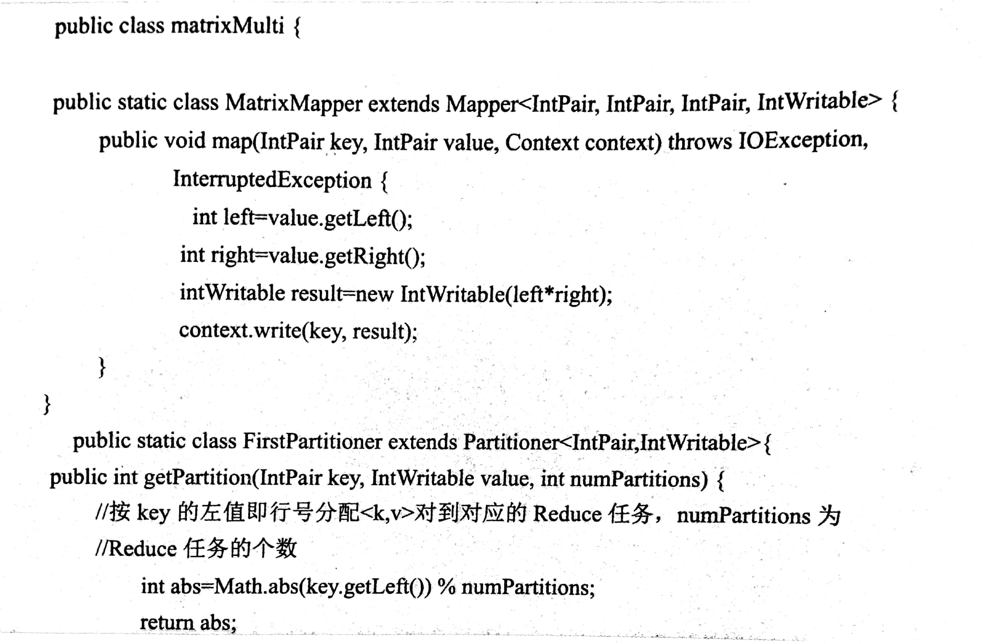 public class matrixMulti {
public static class MatrixMapper extends Mapper<IntPair, IntPair, IntPair, IntWritable> {
public void map(IntPair key, IntPair value, Context context) throws IOException,
InterruptedException {
int left=value.getLeft();
int right=value.getRight();
intWritable result=new IntWritable(left*right);
context.write(key, result);
}
}
public static class FirstPartitioner extends Partitioner<IntPair,IntWritable>{
public int getPartition(IntPair key, IntWritable value, int numPartitions) {
//按 key 的左值即行号分配<k,v>对到对应的 Reduce 任务，numPartitions 为
//Reduce 任务的个数
int abs=Math.abs(key.getLeft()) % numPartitions;
return abs;